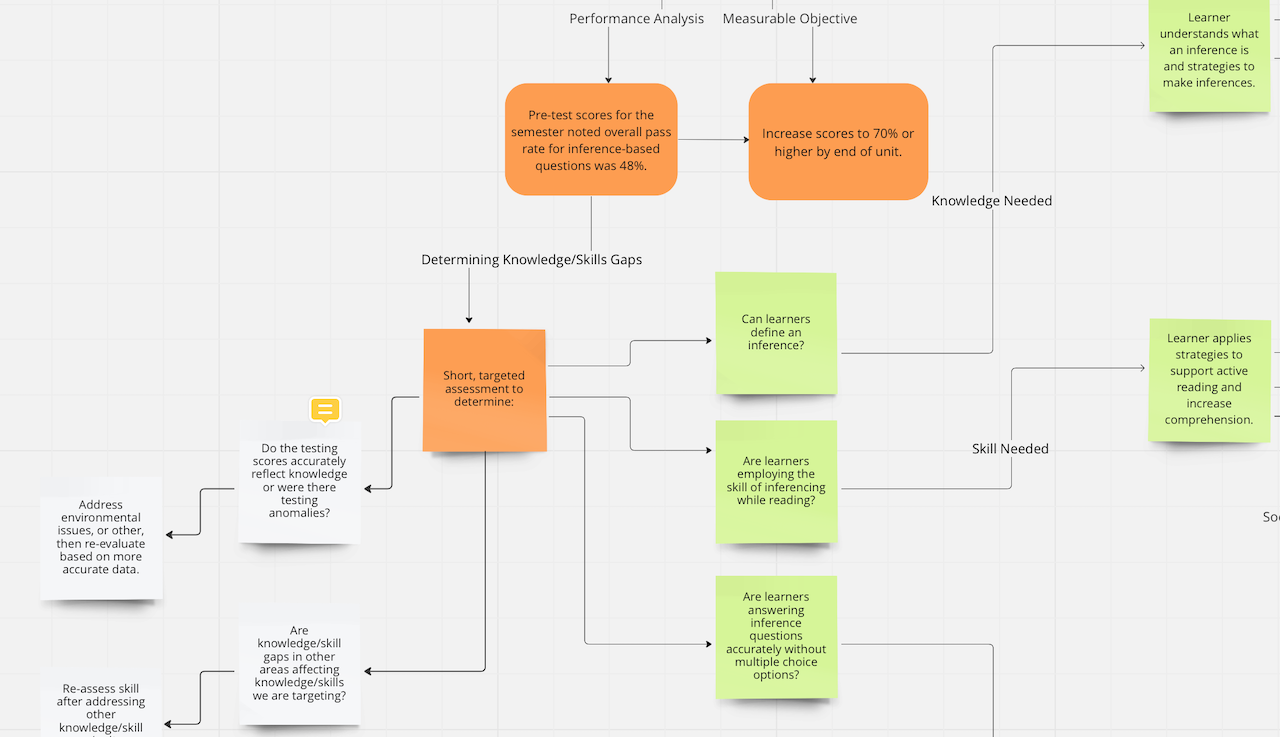 Performance Analysis
Measurable Objective
Learner
understands what
an inference is
and strategies to
make inferences.
Pre-test scores for the
semester noted overall pass
rate for inference-based
questions was 48%.
Increase scores to 70% or
higher by end of unit.
Knowledge Needed
Determining Knowledge/Skills Gaps
Can learners
define an
inference?
Learner applies
strategies to
support active
reading and
increase
comprehension.
Short, targeted
assessment to
determine:
Do the testing
scores accurately
reflect knowledge
or were there
testing
anomalies?
Skill Needed
Are learners
employing the
skill of inferencing
while reading?
Address
environmental
issues, or other,
then re-evaluate
based on more
accurate data.
Are learners
answering
inference
questions
accurately without
multiple choice
options?
Are
knowledge/skill
gaps in other
areas affecting
knowledge/skills
we are targeting?
Re-assess skill
after addressing
other
knowledge/skill